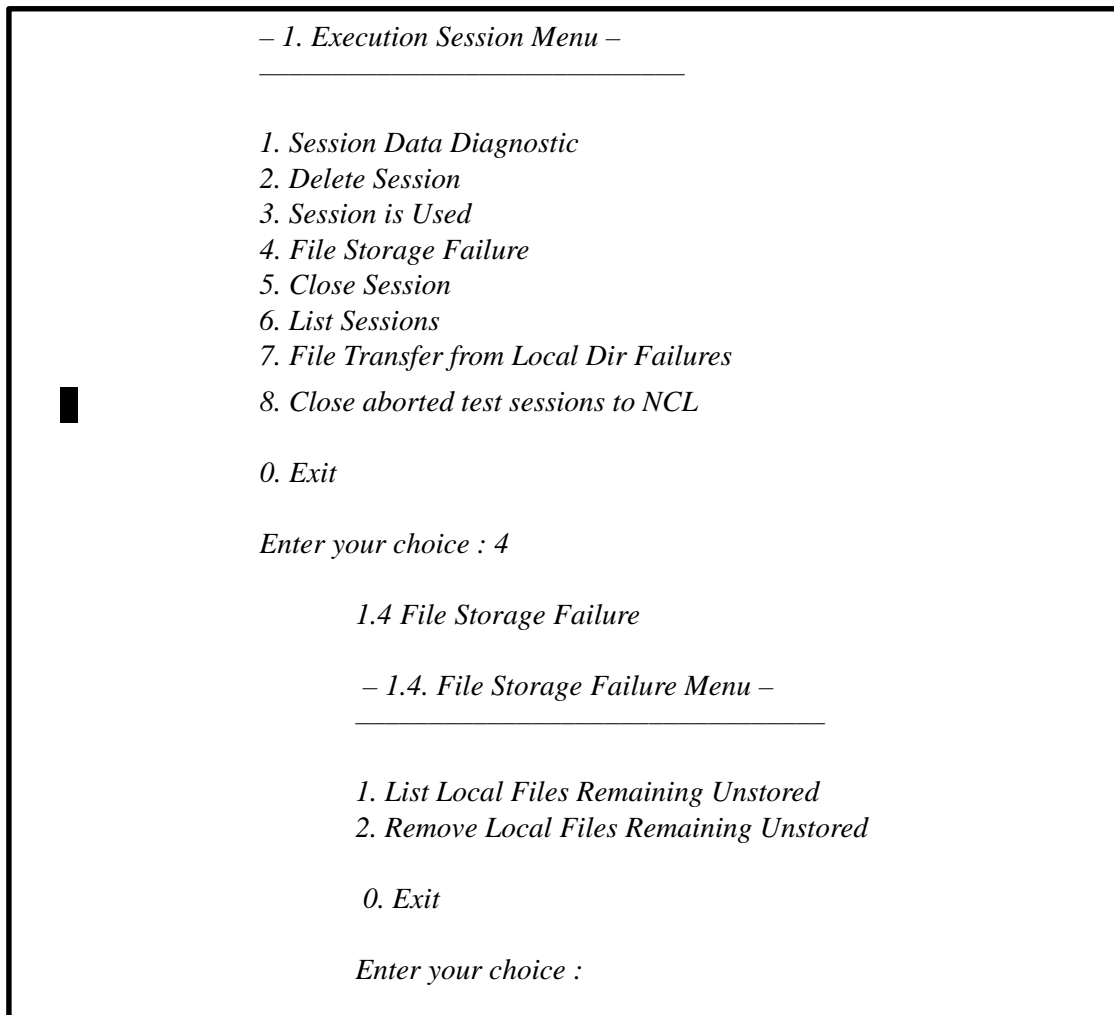 – 1. Execution Session Menu –
1. Session Data Diagnostic
2. Delete Session
3. Session is Used
4. File Storage Failure
5. Close Session
6. List Sessions
7. File Transfer from Local Dir Failures
8. Close aborted test sessions to NCL
0. Exit
Enter your choice : 4
1.4 File Storage Failure
– 1.4. File Storage Failure Menu –
1. List Local Files Remaining Unstored
2. Remove Local Files Remaining Unstored
0. Exit
Enter your choice :